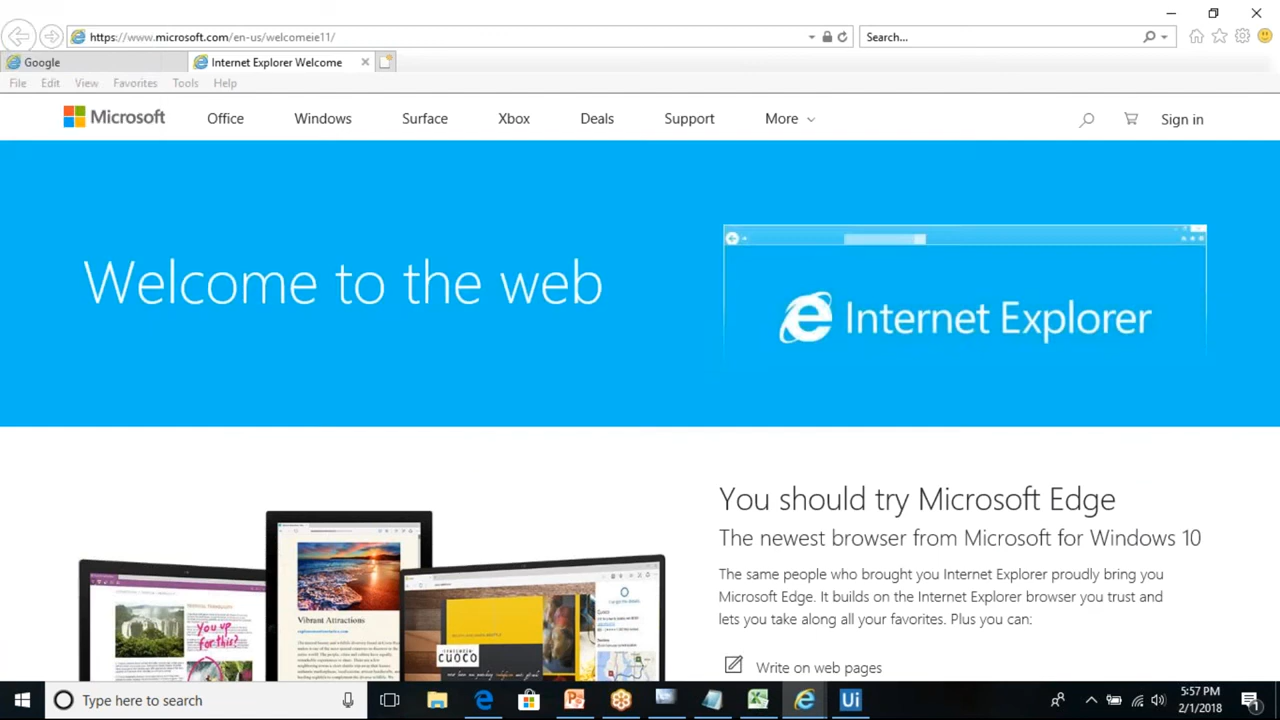 https://www.microsoft.com/en-us/welcomeie11/
Search...
Google
Internet Explorer Welcome
File Edit View Favorites Tools Help
Microsoft Office Windows Surface Xbox Deals Support More Sign in
Welcome to the web
Internet Explorer
You should try Microsoft Edge
The newest browser from Microsoft for Windows 10
The same people who brought you Internet Explorer proudly bring you
Microsoft Edge. It builds on the Internet Explorer browser you trust and
lets you take along all your favorites. Plus you can:
Write on web pages
you up
for this?
Vibrant Attractions
CUOCO
Type here to search
Ui
5:57 PM
2/1/2018
1